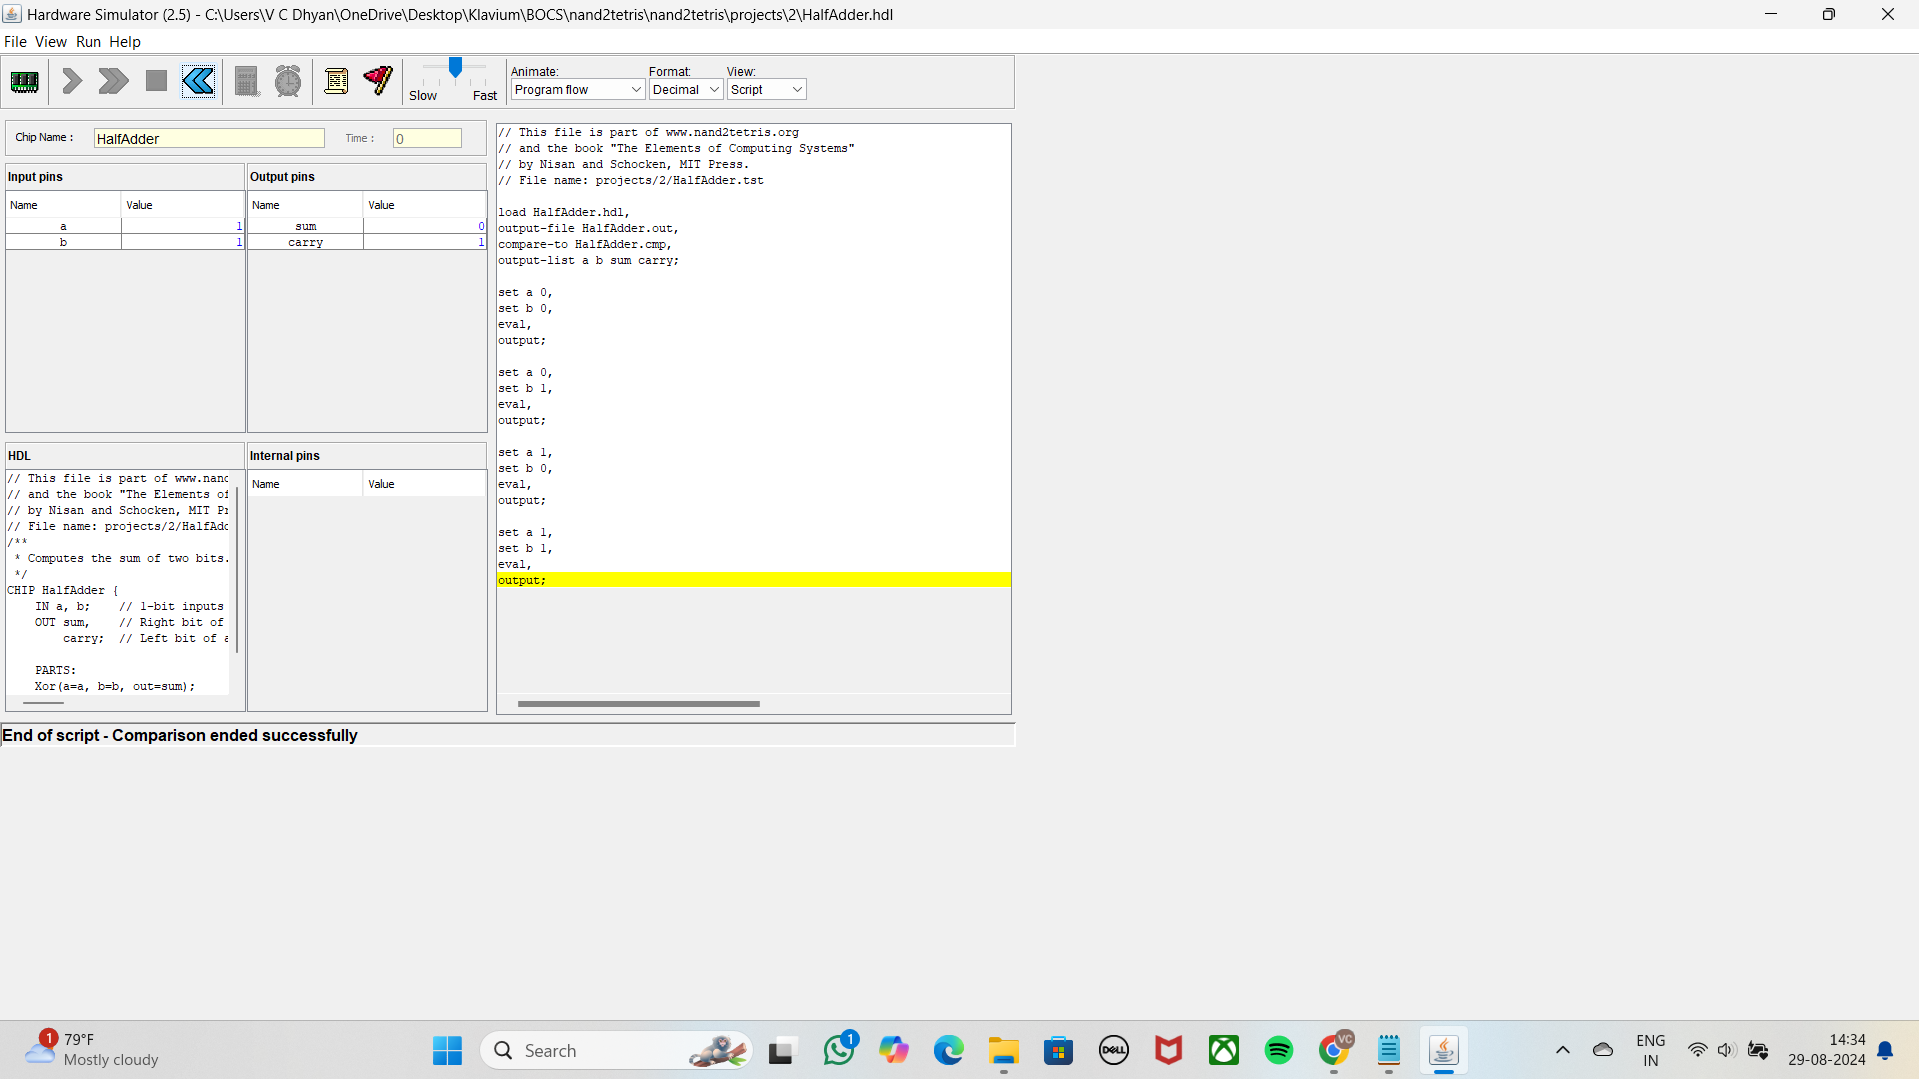 Hardware Simulator (2.5) - C:\Users\V C Dhyan\OneDrive\Desktop\Klavium\BOCS\nand2tetris\nand2tetris\projects\2\HalfAdder.hdl
File View Run Help
Slow Fast
Animate:
Program flow
Format:
Decimal
View:
Script
Chip Name :
HalfAdder
Time :
0
Input pins
Name Value
a 1
b 1
Output pins
Name Value
sum 0
carry 1
HDL
// This file is part of www.nand
// and the book "The Elements of
// by Nisan and Schocken, MIT Pr
// File name: projects/2/HalfAdd
/**
* Computes the sum of two bits.
*/
CHIP HalfAdder {
IN a, b; // 1-bit inputs
OUT sum, // Right bit of
carry; // Left bit of a
PARTS:
Xor(a=a, b=b, out=sum);
Internal pins
Name Value
// This file is part of www.nand2tetris.org
// and the book "The Elements of Computing Systems"
// by Nisan and Schocken, MIT Press.
// File name: projects/2/HalfAdder.tst
load HalfAdder.hdl,
output-file HalfAdder.out,
compare-to HalfAdder.cmp,
output-list a b sum carry;
set a 0,
set b 0,
eval,
output;
set a 0,
set b 1,
eval,
output;
set a 1,
set b 0,
eval,
output;
set a 1,
set b 1,
eval,
output;
End of script - Comparison ended successfully
1
79°F
Mostly cloudy
Search
1
DELL
VC
ENG
IN
14:34
29-08-2024